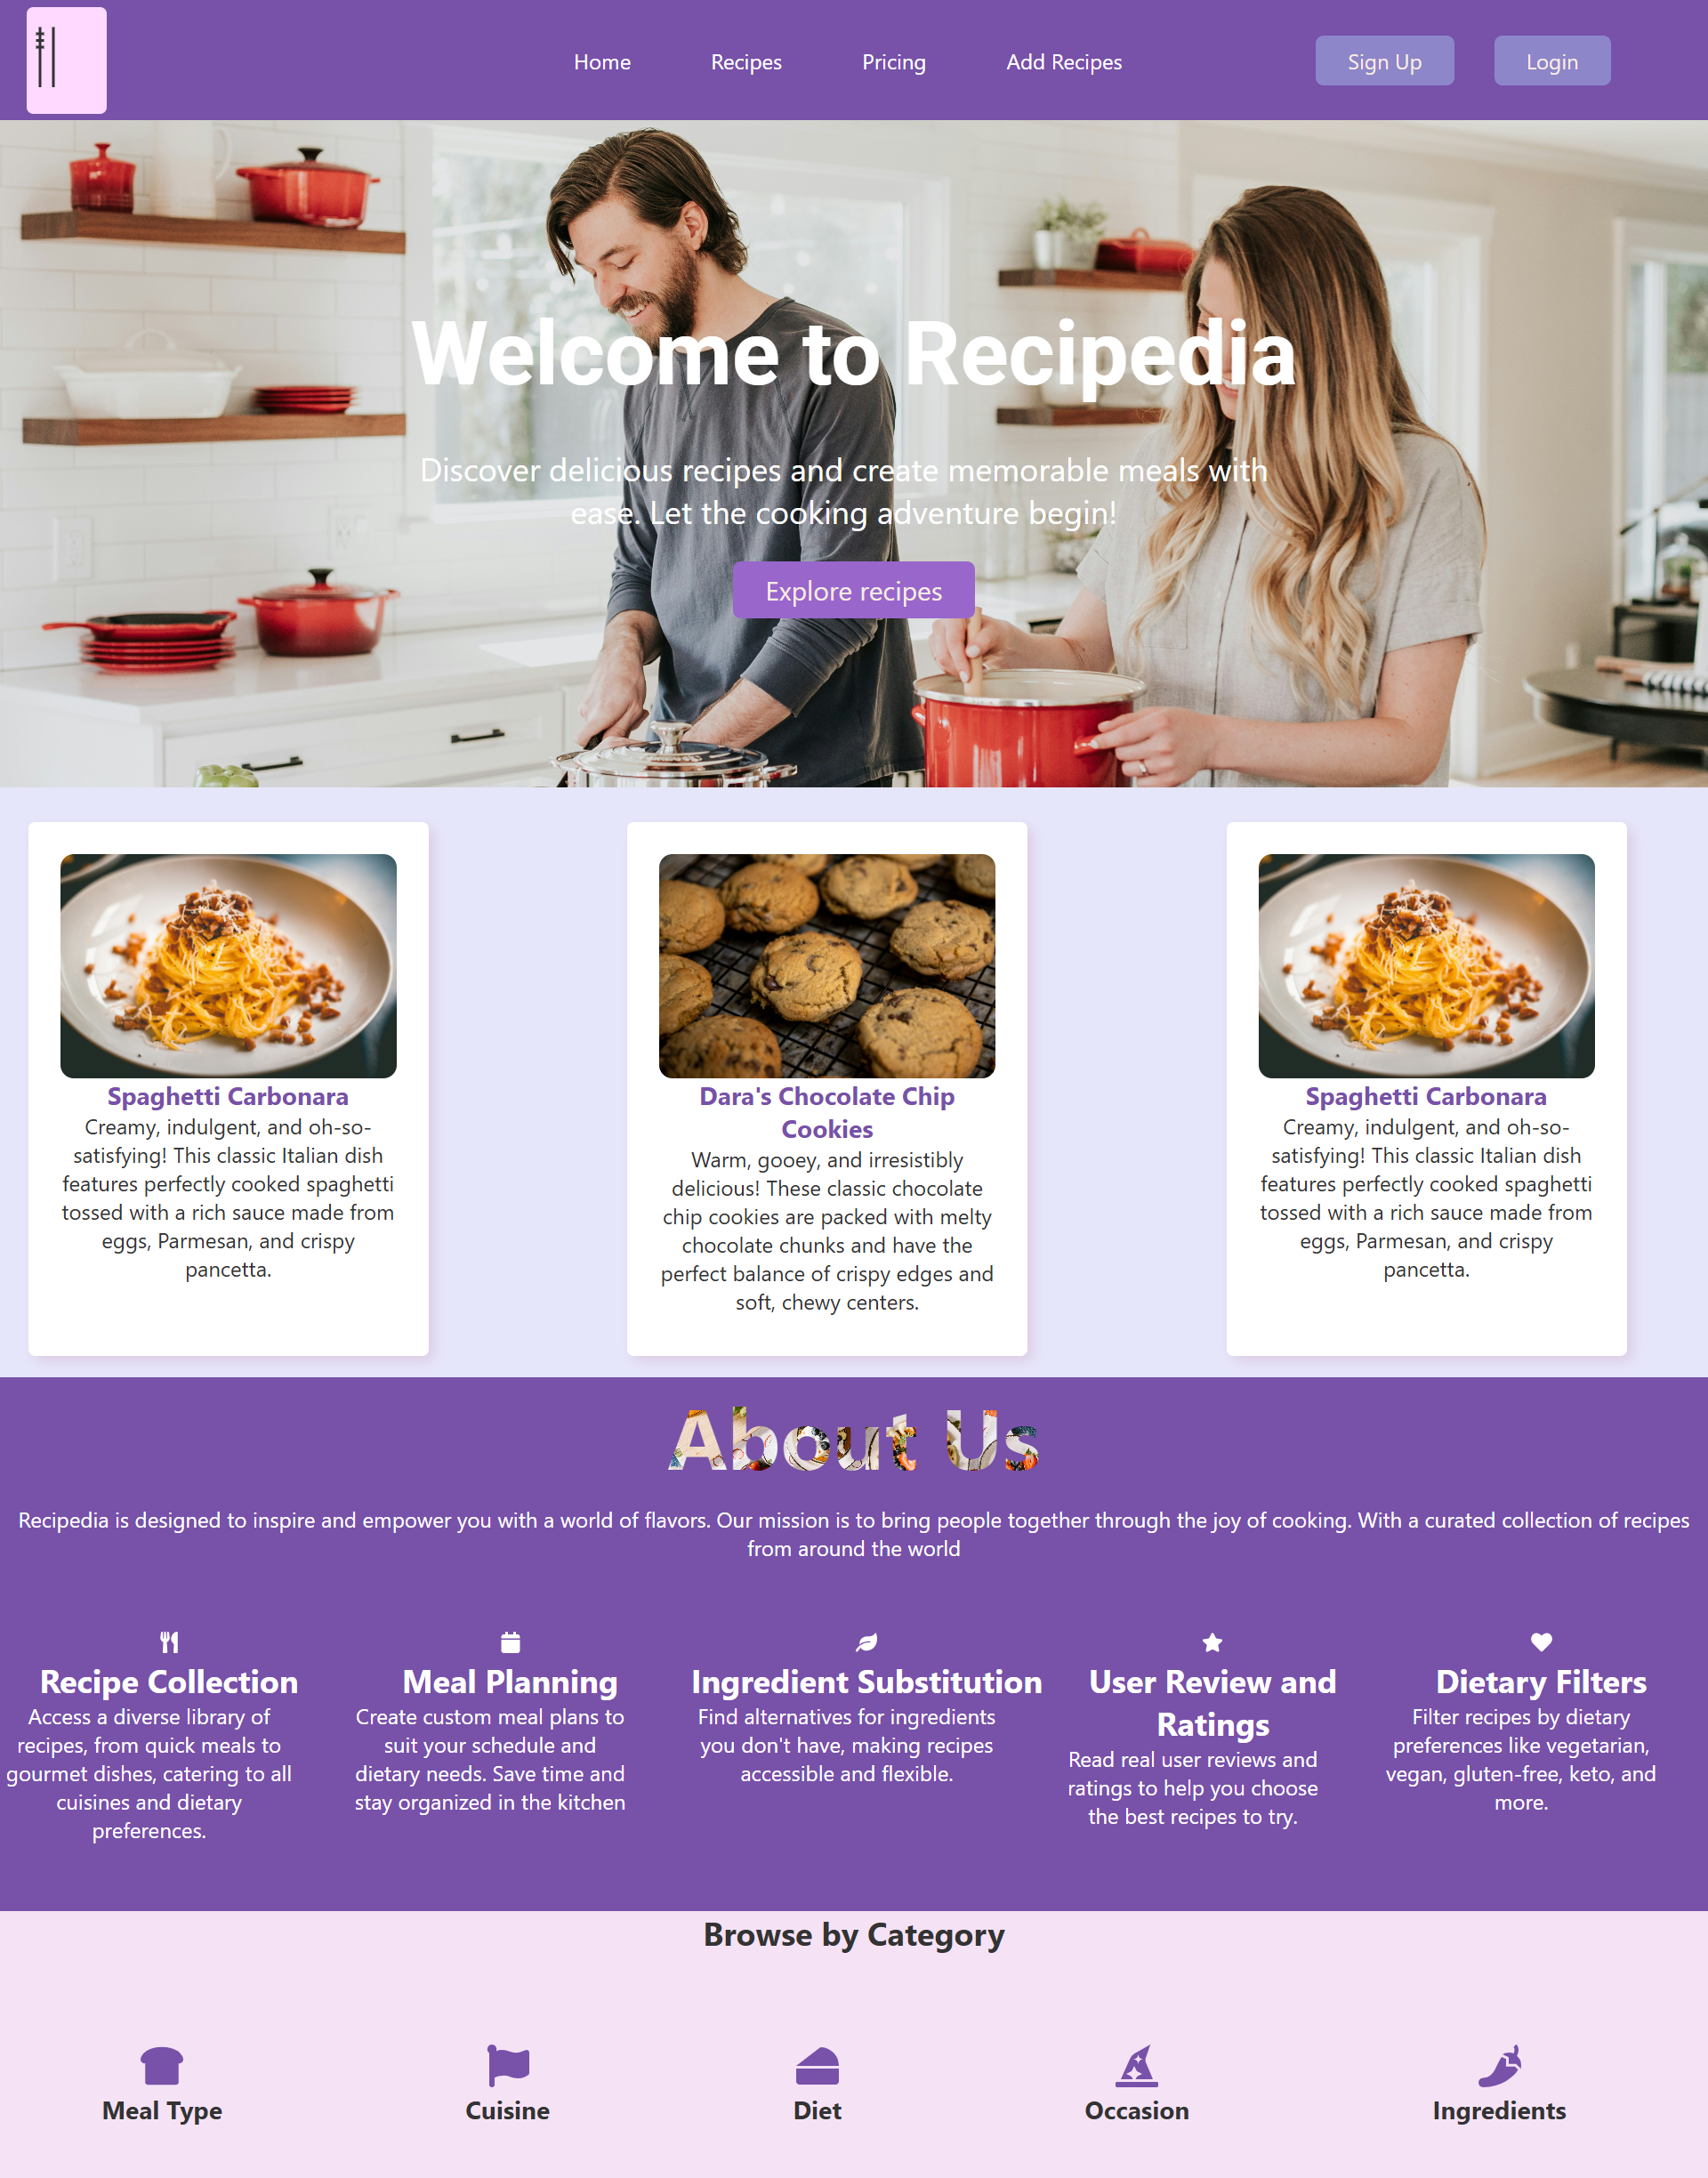 Home Recipes Pricing Add Recipes Sign Up Login
Welcome to Recipedia
Discover delicious recipes and create memorable meals with
ease. Let the cooking adventure begin!
Explore recipes
Spaghetti Carbonara
Creamy, indulgent, and oh-so-
satisfying! This classic Italian dish
features perfectly cooked spaghetti
tossed with a rich sauce made from
eggs, Parmesan, and crispy
pancetta.
Dara's Chocolate Chip
Cookies
Warm, gooey, and irresistibly
delicious! These classic chocolate
chip cookies are packed with melty
chocolate chunks and have the
perfect balance of crispy edges and
soft, chewy centers.
Spaghetti Carbonara
Creamy, indulgent, and oh-so-
satisfying! This classic Italian dish
features perfectly cooked spaghetti
tossed with a rich sauce made from
eggs, Parmesan, and crispy
pancetta.
About Us
Recipedia is designed to inspire and empower you with a world of flavors. Our mission is to bring people together through the joy of cooking. With a curated collection of recipes
from around the world
Recipe Collection
Access a diverse library of
recipes, from quick meals to
gourmet dishes, catering to all
cuisines and dietary
preferences.
Meal Planning
Create custom meal plans to
suit your schedule and
dietary needs. Save time and
stay organized in the kitchen
Ingredient Substitution
Find alternatives for ingredients
you don't have, making recipes
accessible and flexible.
User Review and
Ratings
Read real user reviews and
ratings to help you choose
the best recipes to try.
Dietary Filters
Filter recipes by dietary
preferences like vegetarian,
vegan, gluten-free, keto, and
more.
Browse by Category
Meal Type
Cuisine
Diet
Occasion
Ingredients